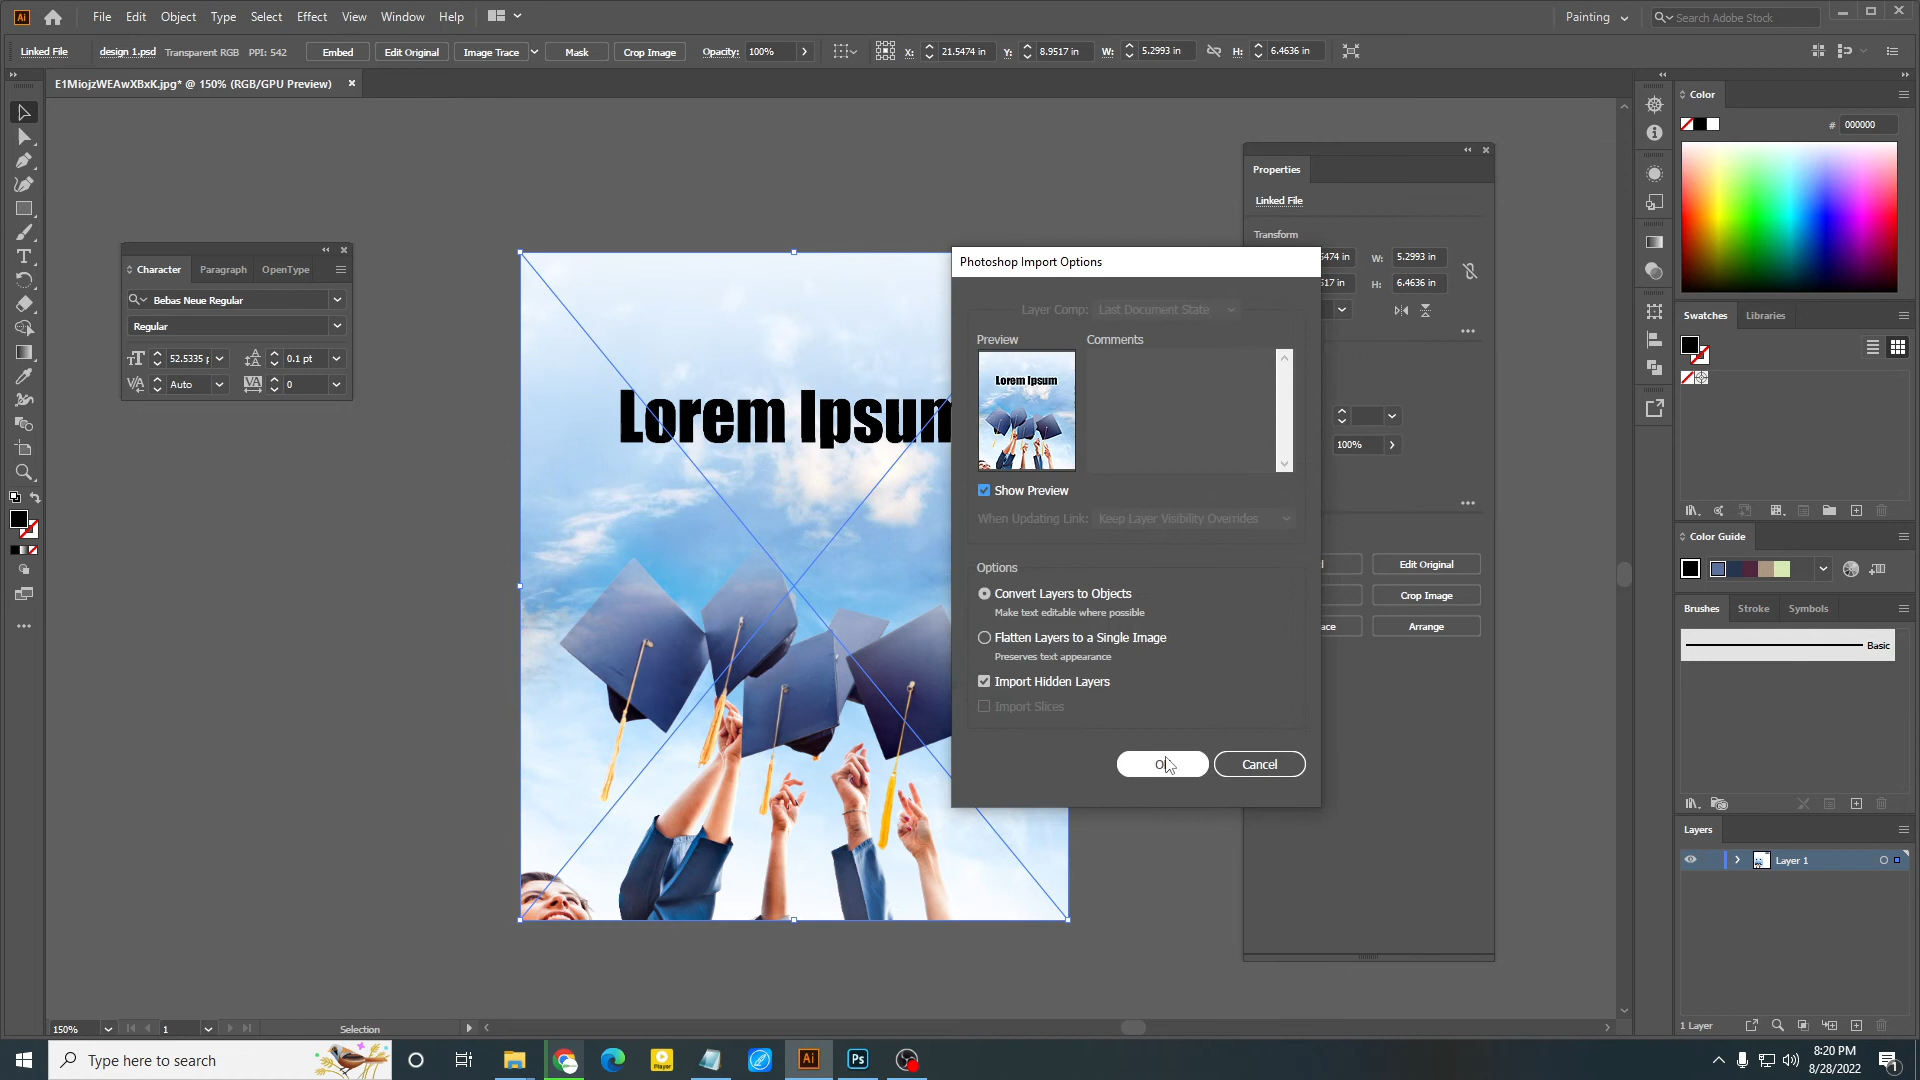 Ai File Edit Object Type Select Effect View Window Help Painting Search Adobe Stock
Linked File design 1.psd Transparent RGB PPI: 542 Embed Edit Original Image Trace Mask Crop Image Opacity: 100% X: 21.5474 in Y: 8.9517 in W: 5.2993 in H: 6.4636 in
E1MiojzWEAwXBxK.jpg* @ 150% (RGB/GPU Preview)
Character Paragraph OpenType
Bebas Neue Regular
Regular
52.5335 0.1 pt
Auto 0
Lorem Ipsum
Properties
Linked File
Transform
W: 5.2993 in
H: 6.4636 in
100%
Edit Original
Crop Image
Arrange
Photoshop Import Options
Layer Comp: Last Document State
Preview Comments
Lorem Ipsum
Show Preview
When Updating Link: Keep Layer Visibility Overrides
Options
Convert Layers to Objects
Make text editable where possible
Flatten Layers to a Single Image
Preserves text appearance
Import Hidden Layers
Import Slices
Cancel
Color
# 000000
Swatches Libraries
Color Guide
Brushes Stroke Symbols
Basic
Layers
Layer 1
1 Layer
150% 1 Selection
Type here to search
Player
Ai Ps
8:20 PM
8/28/2022
1